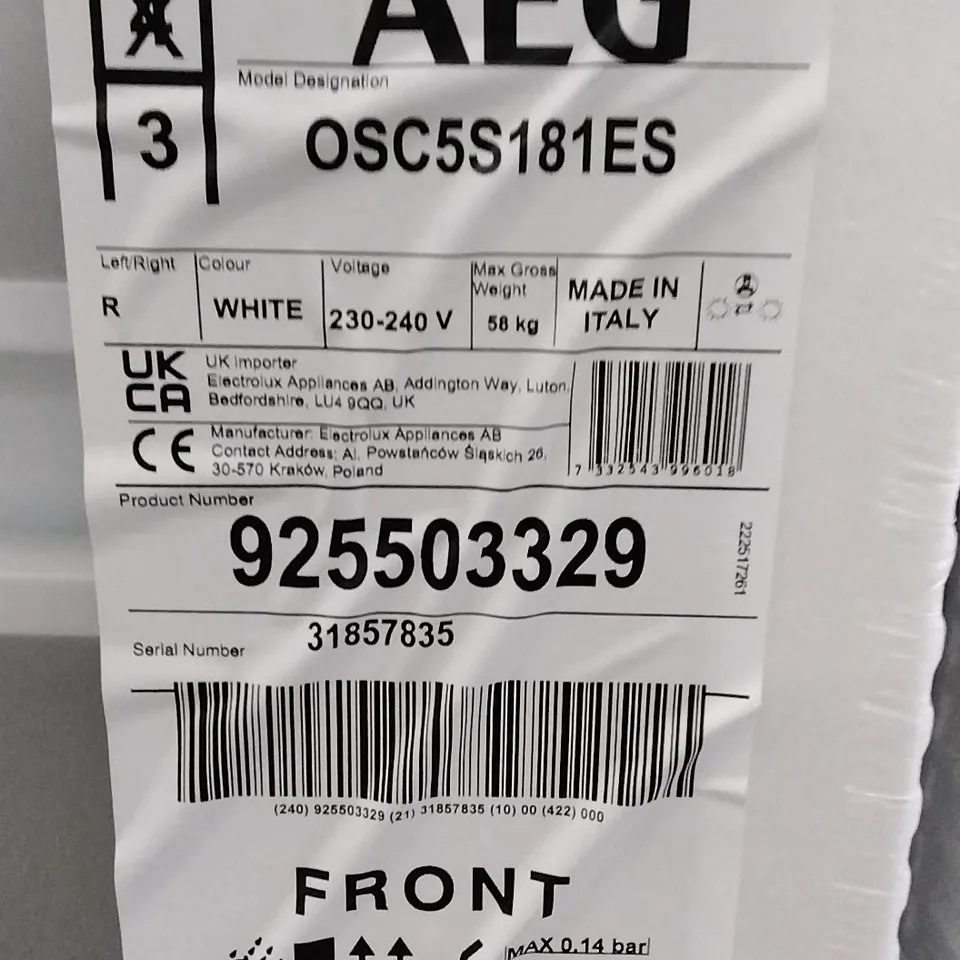 AEG
Model Designation
3
OSC5S181ES
Left/Right
R
Colour
WHITE
Voltage
230-240 V
Max Gross
Weight
58 kg
MADE IN
ITALY
UK
CA
UK Importer
Electrolux Appliances AB, Addington Way, Luton,
Bedfordshire, LU4 9QQ, UK
CE
Manufacturer: Electrolux Appliances AB
Contact Address: Al. Powstańców Śląskich 26,
30-570 Kraków, Poland
7 332543 996018
Product Number
925503329
222517261
31857835
Serial Number
(240) 925503329 (21) 31857835 (10) 00 (422) 000
FRONT
MAX 0.14 bar